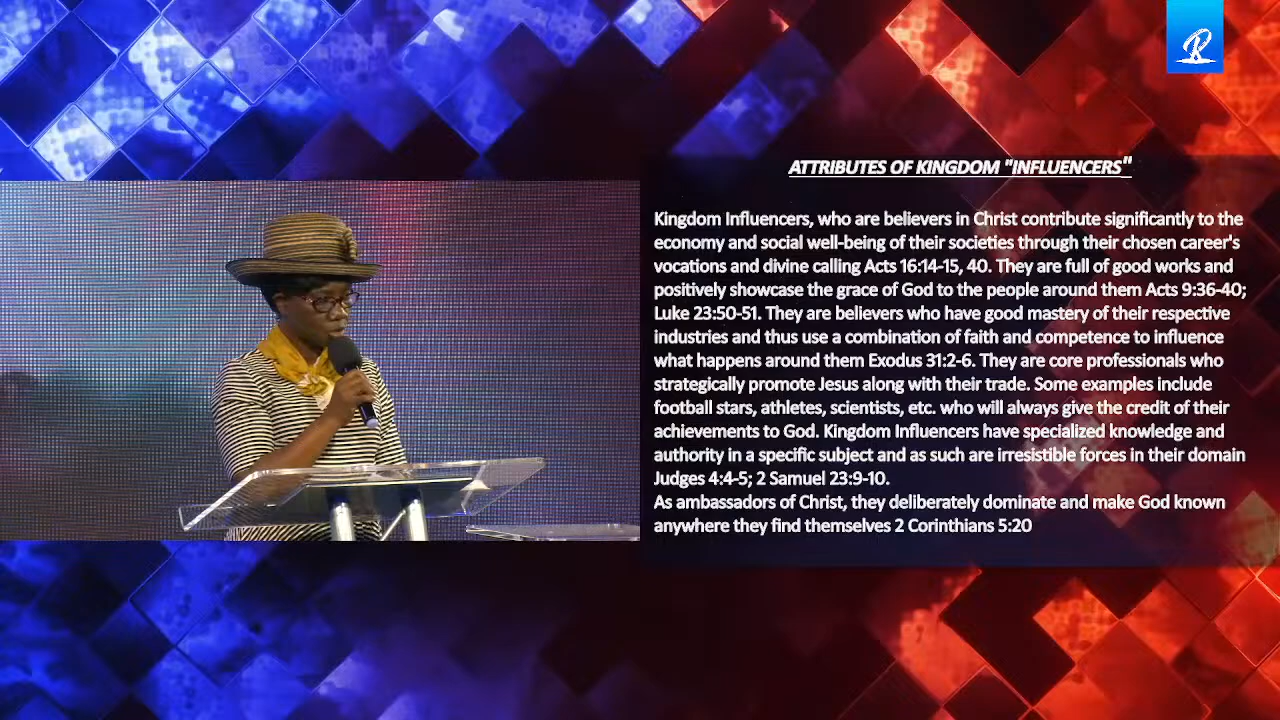 ATTRIBUTES OF KINGDOM "INFLUENCERS"
Kingdom Influencers, who are believers in Christ contribute significantly to the
economy and social well-being of their societies through their chosen career's
vocations and divine calling Acts 16:14-15, 40. They are full of good works and
positively showcase the grace of God to the people around them Acts 9:36-40;
Luke 23:50-51. They are believers who have good mastery of their respective
industries and thus use a combination of faith and competence to influence
what happens around them Exodus 31:2-6. They are core professionals who
strategically promote Jesus along with their trade. Some examples include
football stars, athletes, scientists, etc. who will always give the credit of their
achievements to God. Kingdom Influencers have specialized knowledge and
authority in a specific subject and as such are irresistible forces in their domain
Judges 4:4-5; 2 Samuel 23:9-10.
As ambassadors of Christ, they deliberately dominate and make God known
anywhere they find themselves 2 Corinthians 5:20